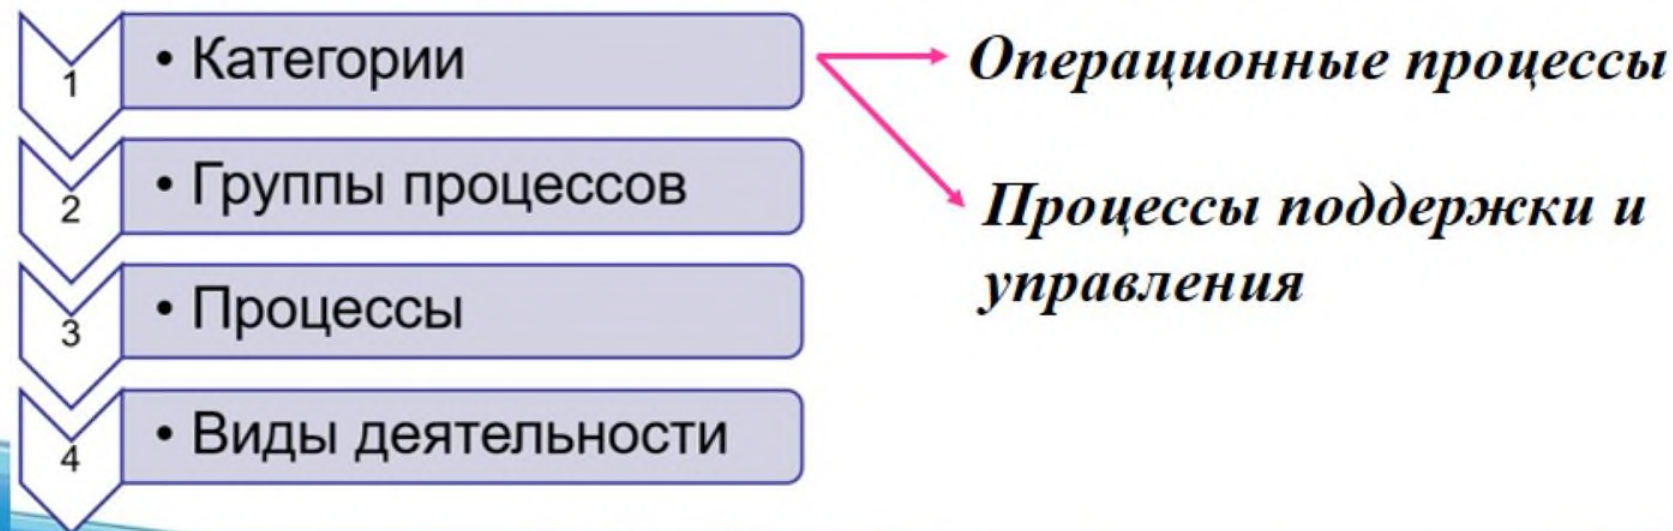 1
• Категории
2
• Группы процессов
3
• Процессы
4
• Виды деятельности
Операционные процессы
Процессы поддержки и
управления